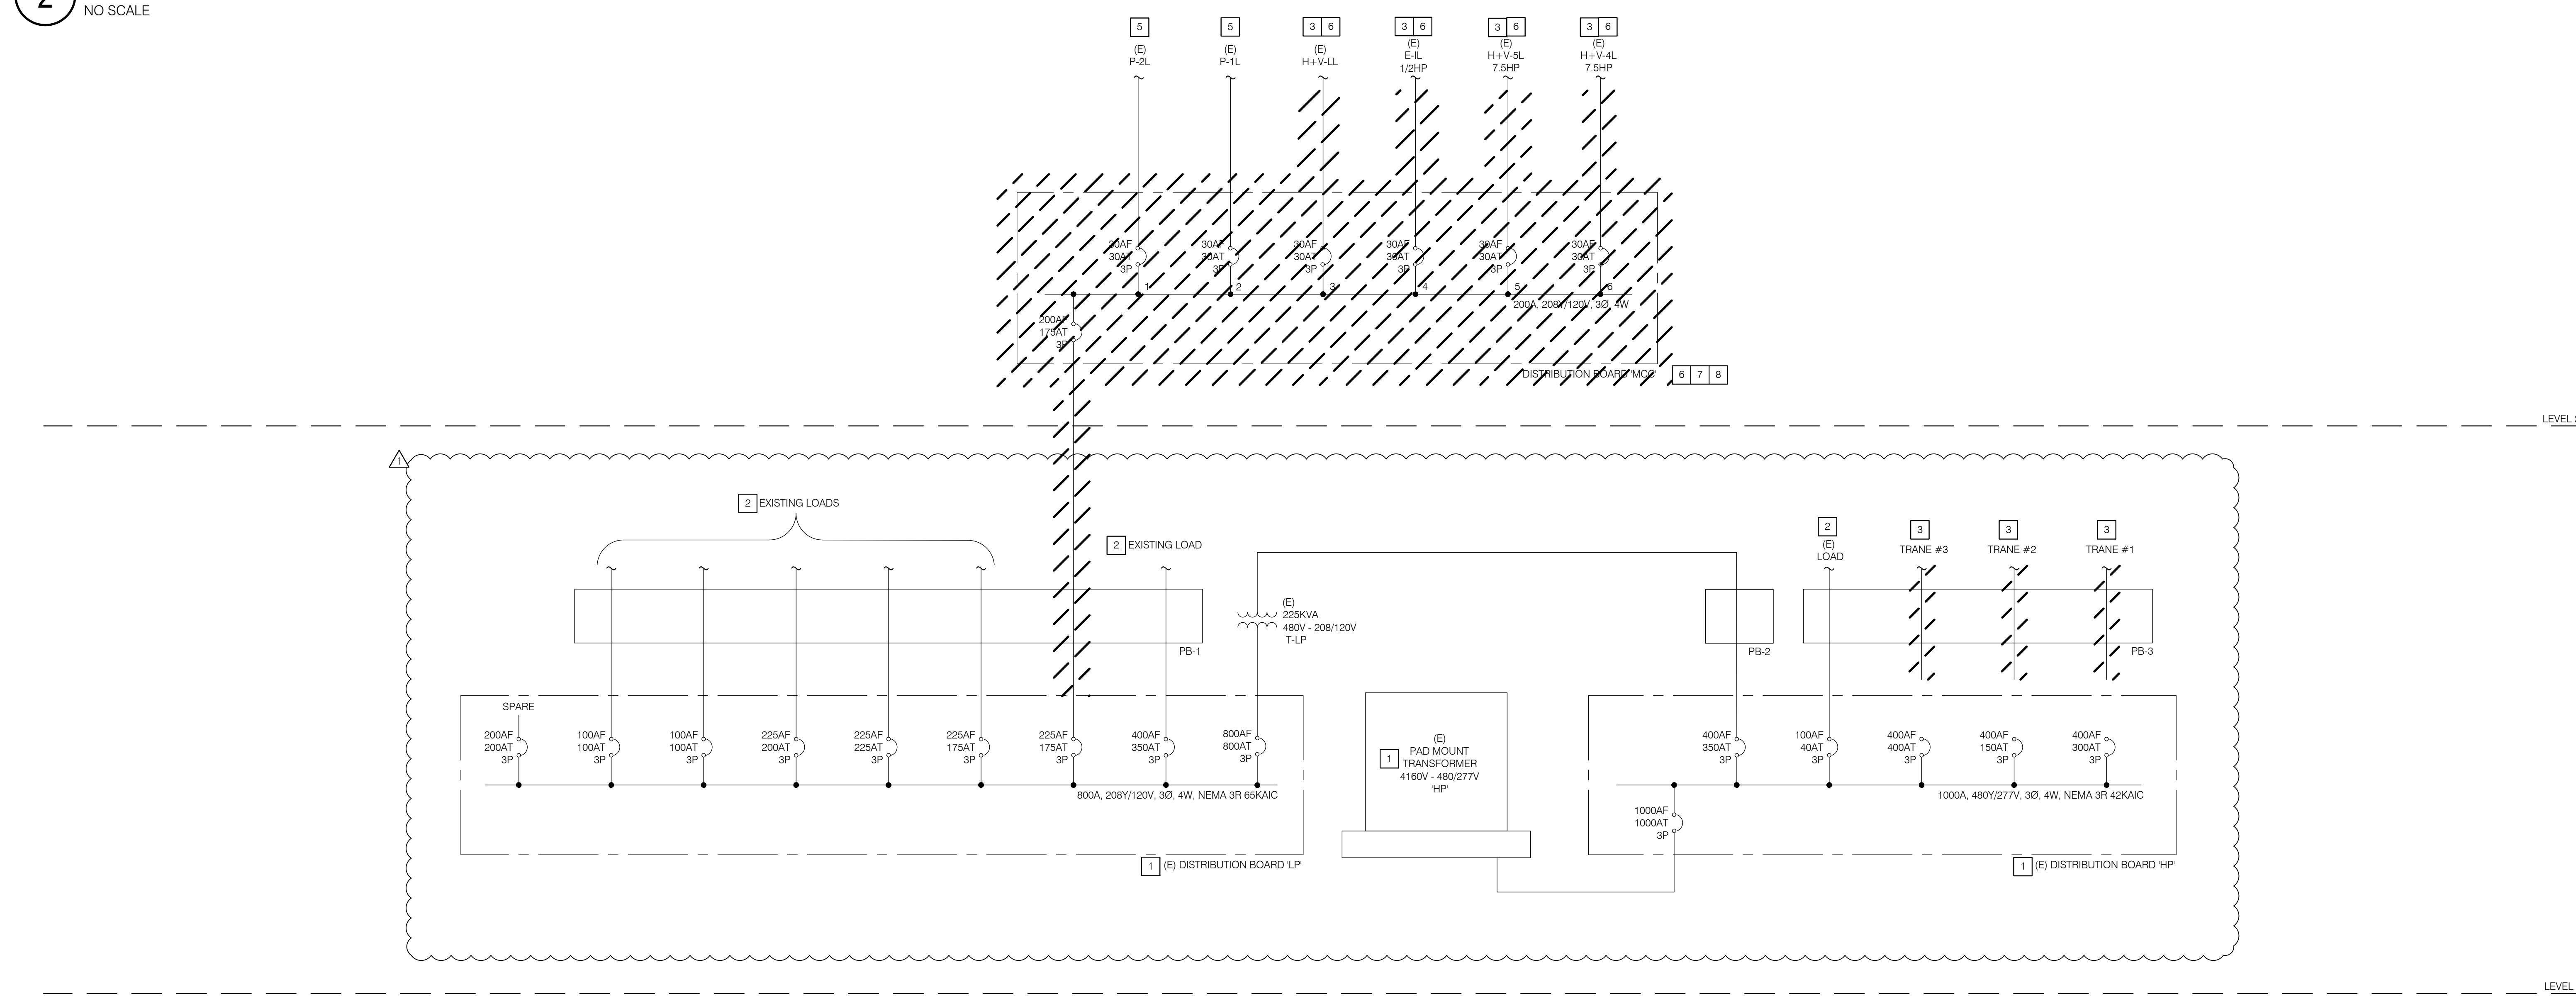 2
NO SCALE
5
(E)
P-2L
5
(E)
P-1L
3 6
(E)
H+V-LL
3 6
(E)
E-IL
1/2HP
3 6
(E)
H+V-5L
7.5HP
3 6
(E)
H+V-4L
7.5HP
30AF
30AT
3P
1
30AF
30AT
3P
2
30AF
30AT
3P
3
30AF
30AT
3P
4
30AF
30AT
3P
5
30AF
30AT
3P
6
200A, 208Y/120V, 3Ø, 4W
200AF
175AT
3P
DISTRIBUTION BOARD 'MCC'
6 7 8
LEVEL 2
1
2 EXISTING LOADS
2 EXISTING LOAD
2
(E)
LOAD
3
TRANE #3
3
TRANE #2
3
TRANE #1
(E)
225KVA
480V - 208/120V
T-LP
PB-1
PB-2
PB-3
SPARE
200AF
200AT
3P
100AF
100AT
3P
100AF
100AT
3P
225AF
200AT
3P
225AF
225AT
3P
225AF
175AT
3P
225AF
175AT
3P
400AF
350AT
3P
800AF
800AT
3P
800A, 208Y/120V, 3Ø, 4W, NEMA 3R 65KAIC
1 (E) DISTRIBUTION BOARD 'LP'
1
(E)
PAD MOUNT
TRANSFORMER
4160V - 480/277V
'HP'
400AF
350AT
3P
100AF
40AT
3P
400AF
400AT
3P
400AF
150AT
3P
400AF
300AT
3P
1000A, 480Y/277V, 3Ø, 4W, NEMA 3R 42KAIC
1000AF
1000AT
3P
1 (E) DISTRIBUTION BOARD 'HP'
LEVEL